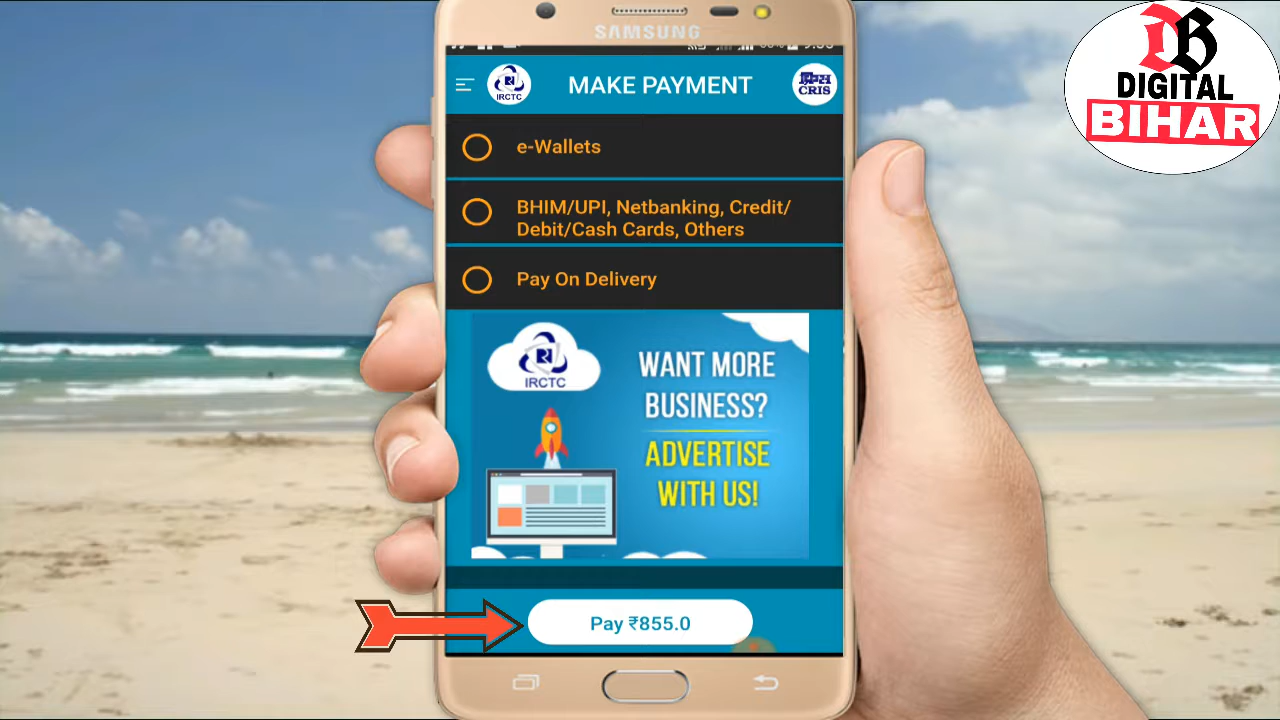 SAMSUNG
IRCTC
MAKE PAYMENT
क्रिस
CRIS
e-Wallets
BHIM/UPI, Netbanking, Credit/
Debit/Cash Cards, Others
Pay On Delivery
IRCTC
WANT MORE
BUSINESS?
ADVERTISE
WITH US!
Pay ₹855.0
DB
DIGITAL
BIHAR